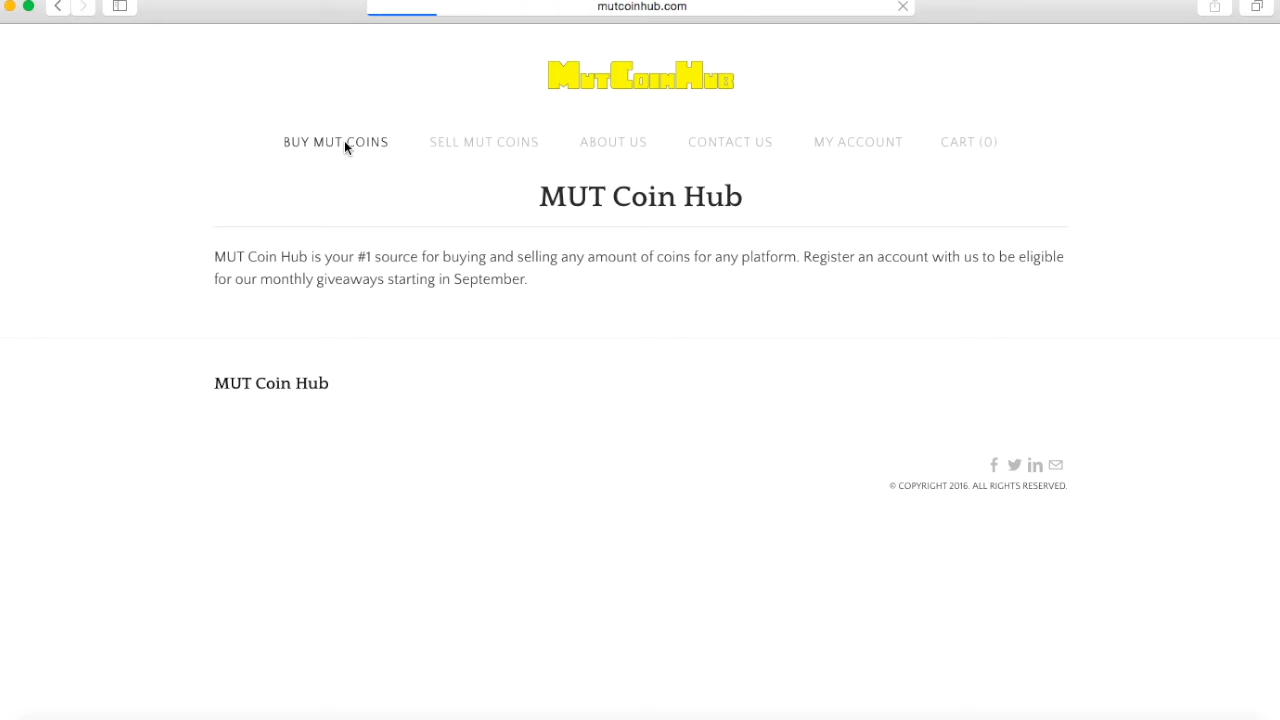 mutcoinhub.com
MUTCOINHUB
BUY MUT COINS
SELL MUT COINS
ABOUT US
CONTACT US
MY ACCOUNT
CART (0)
MUT Coin Hub
MUT Coin Hub is your #1 source for buying and selling any amount of coins for any platform. Register an account with us to be eligible
for our monthly giveaways starting in September.
MUT Coin Hub
© COPYRIGHT 2016. ALL RIGHTS RESERVED.